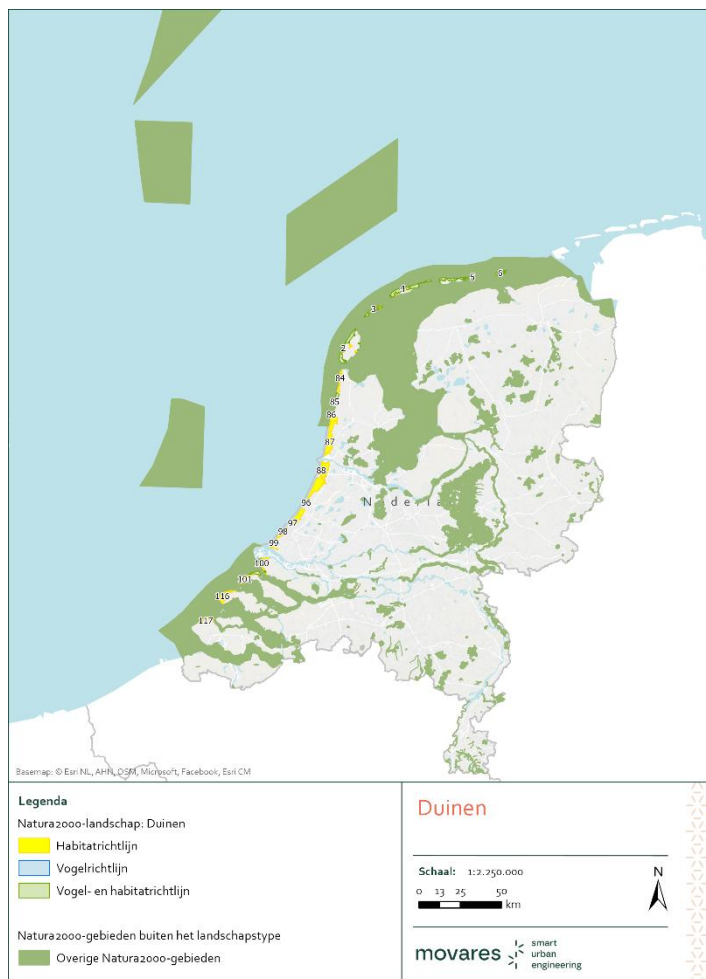 6
5
4
3
2
84
85
86
87
88
N e d e r l a
96
97
98
99
100
101
116
117
Basemap: © Esri NL, AHN, OSM, Microsoft, Facebook, Esri CM
Legenda
Natura2000-landschap: Duinen
Habitatrichtlijn
Vogelrichtlijn
Vogel- en habitatrichtlijn
Natura2000-gebieden buiten het landschapstype
Overige Natura2000-gebieden
Duinen
Schaal: 1:2.250.000
0 13 25 50
km
N
movares
smart
urban
engineering